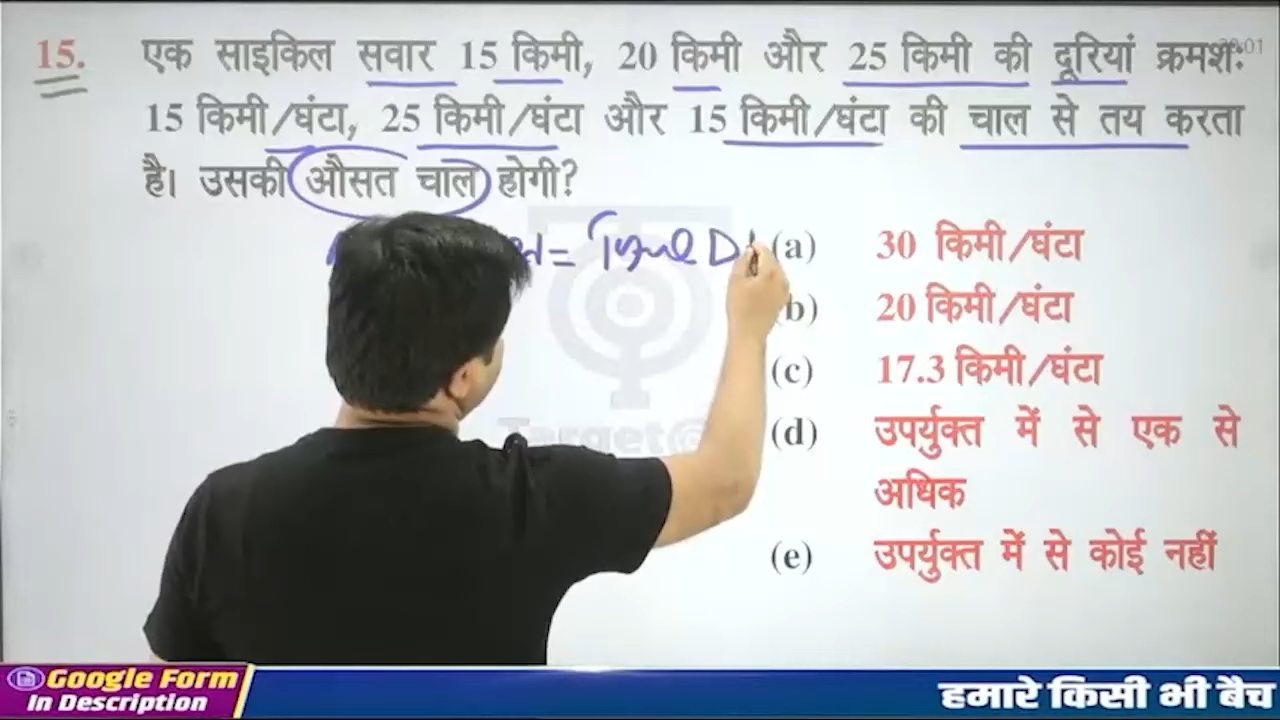 15. एक साइकिल सवार 15 किमी, 20 किमी और 25 किमी की दूरियां क्रमशः
15 किमी/घंटा, 25 किमी/घंटा और 15 किमी/घंटा की चाल से तय करता
है। उसकी औसत चाल होगी?
(a) 30 किमी/घंटा
(b) 20 किमी/घंटा
(c) 17.3 किमी/घंटा
(d) उपर्युक्त में से एक से
अधिक
(e) उपर्युक्त में से कोई नहीं
Target@
Google Form
In Description
हमारे किसी भी बैच